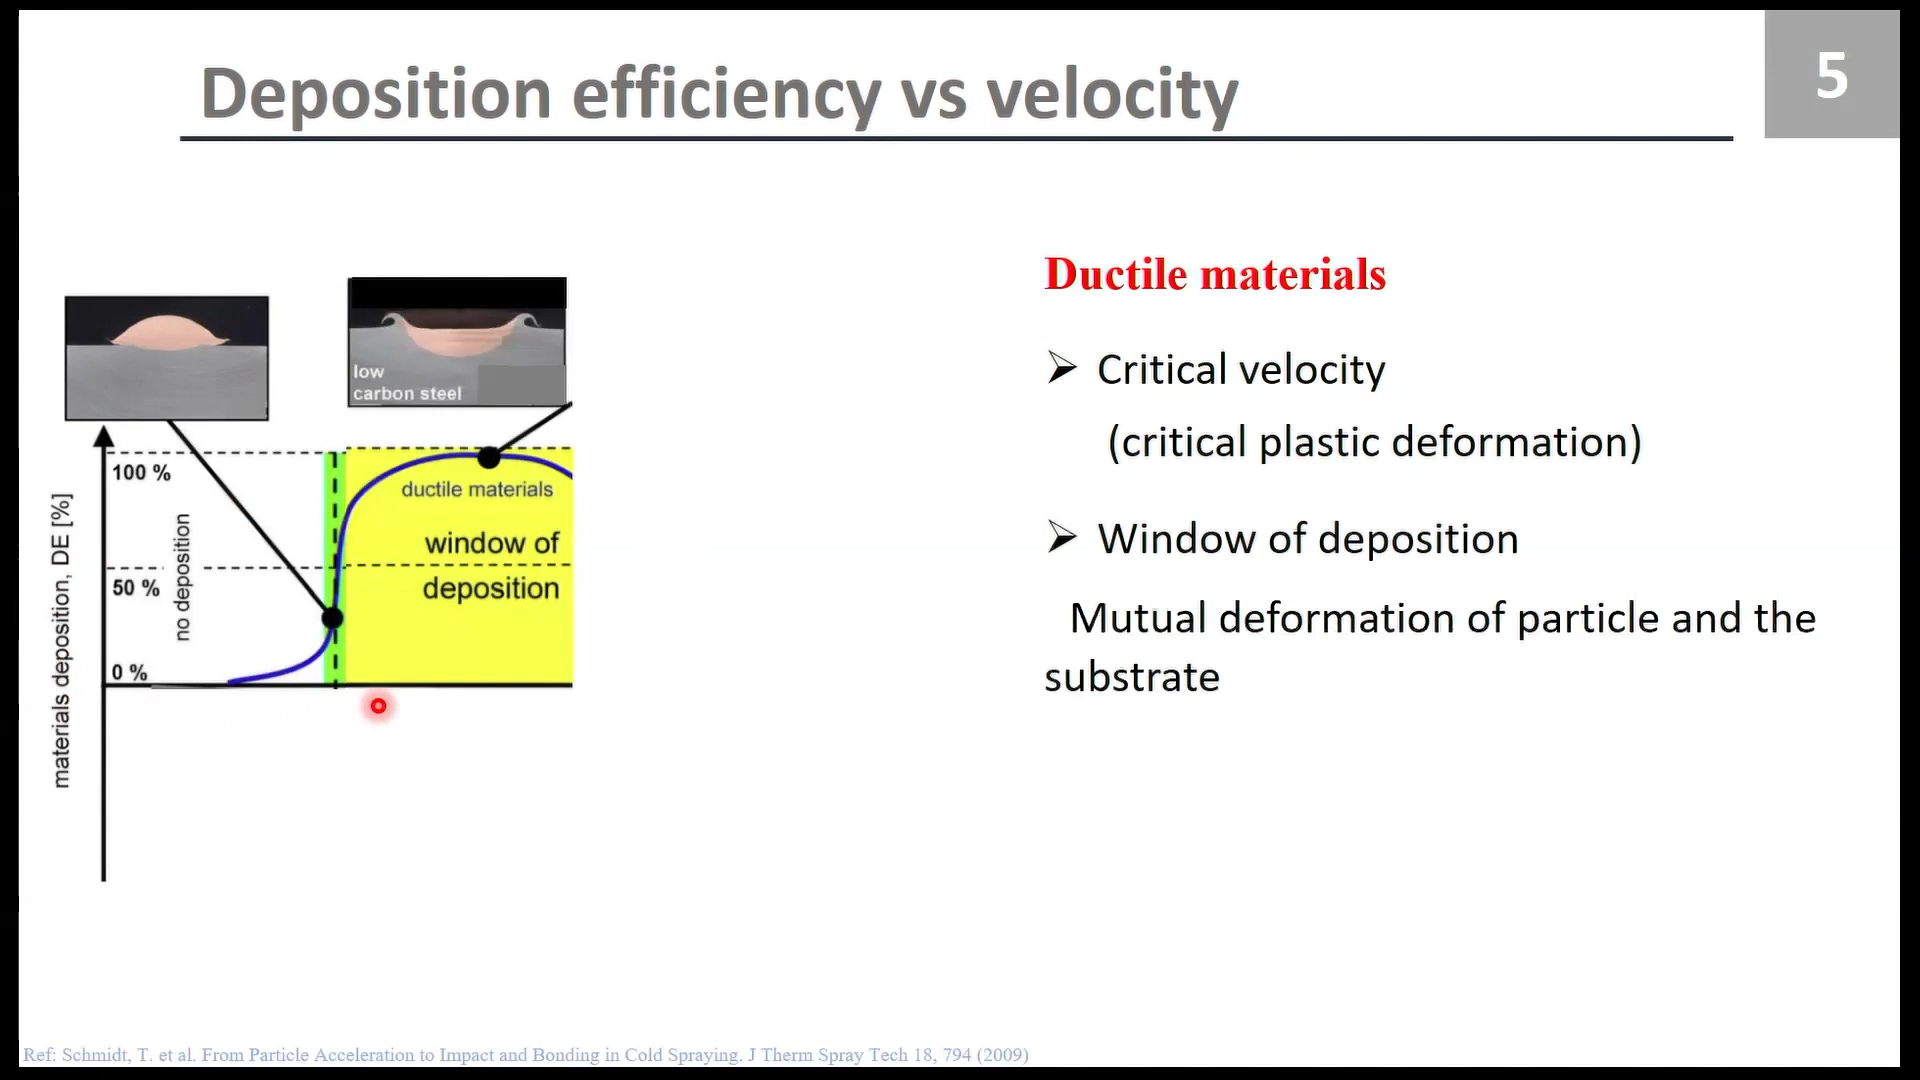 Deposition efficiency vs velocity
5
low
carbon steel
materials deposition, DE [%]
100 %
50 %
0 %
no deposition
ductile materials
window of
deposition
Ductile materials
Critical velocity
(critical plastic deformation)
Window of deposition
Mutual deformation of particle and the
substrate
Ref: Schmidt, T. et al. From Particle Acceleration to Impact and Bonding in Cold Spraying. J Therm Spray Tech 18, 794 (2009)